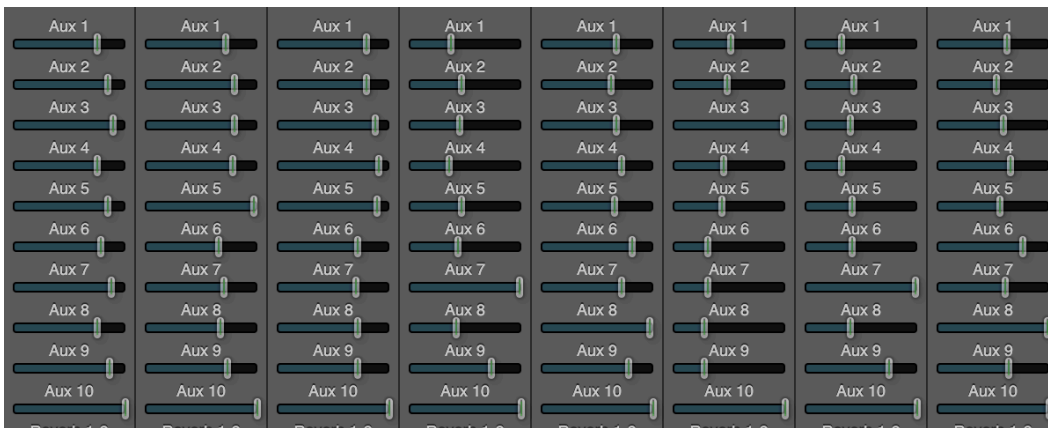 Aux 1 Aux 1 Aux 1 Aux 1 Aux 1 Aux 1 Aux 1 Aux 1
Aux 2 Aux 2 Aux 2 Aux 2 Aux 2 Aux 2 Aux 2 Aux 2
Aux 3 Aux 3 Aux 3 Aux 3 Aux 3 Aux 3 Aux 3 Aux 3
Aux 4 Aux 4 Aux 4 Aux 4 Aux 4 Aux 4 Aux 4 Aux 4
Aux 5 Aux 5 Aux 5 Aux 5 Aux 5 Aux 5 Aux 5 Aux 5
Aux 6 Aux 6 Aux 6 Aux 6 Aux 6 Aux 6 Aux 6 Aux 6
Aux 7 Aux 7 Aux 7 Aux 7 Aux 7 Aux 7 Aux 7 Aux 7
Aux 8 Aux 8 Aux 8 Aux 8 Aux 8 Aux 8 Aux 8 Aux 8
Aux 9 Aux 9 Aux 9 Aux 9 Aux 9 Aux 9 Aux 9 Aux 9
Aux 10 Aux 10 Aux 10 Aux 10 Aux 10 Aux 10 Aux 10 Aux 10